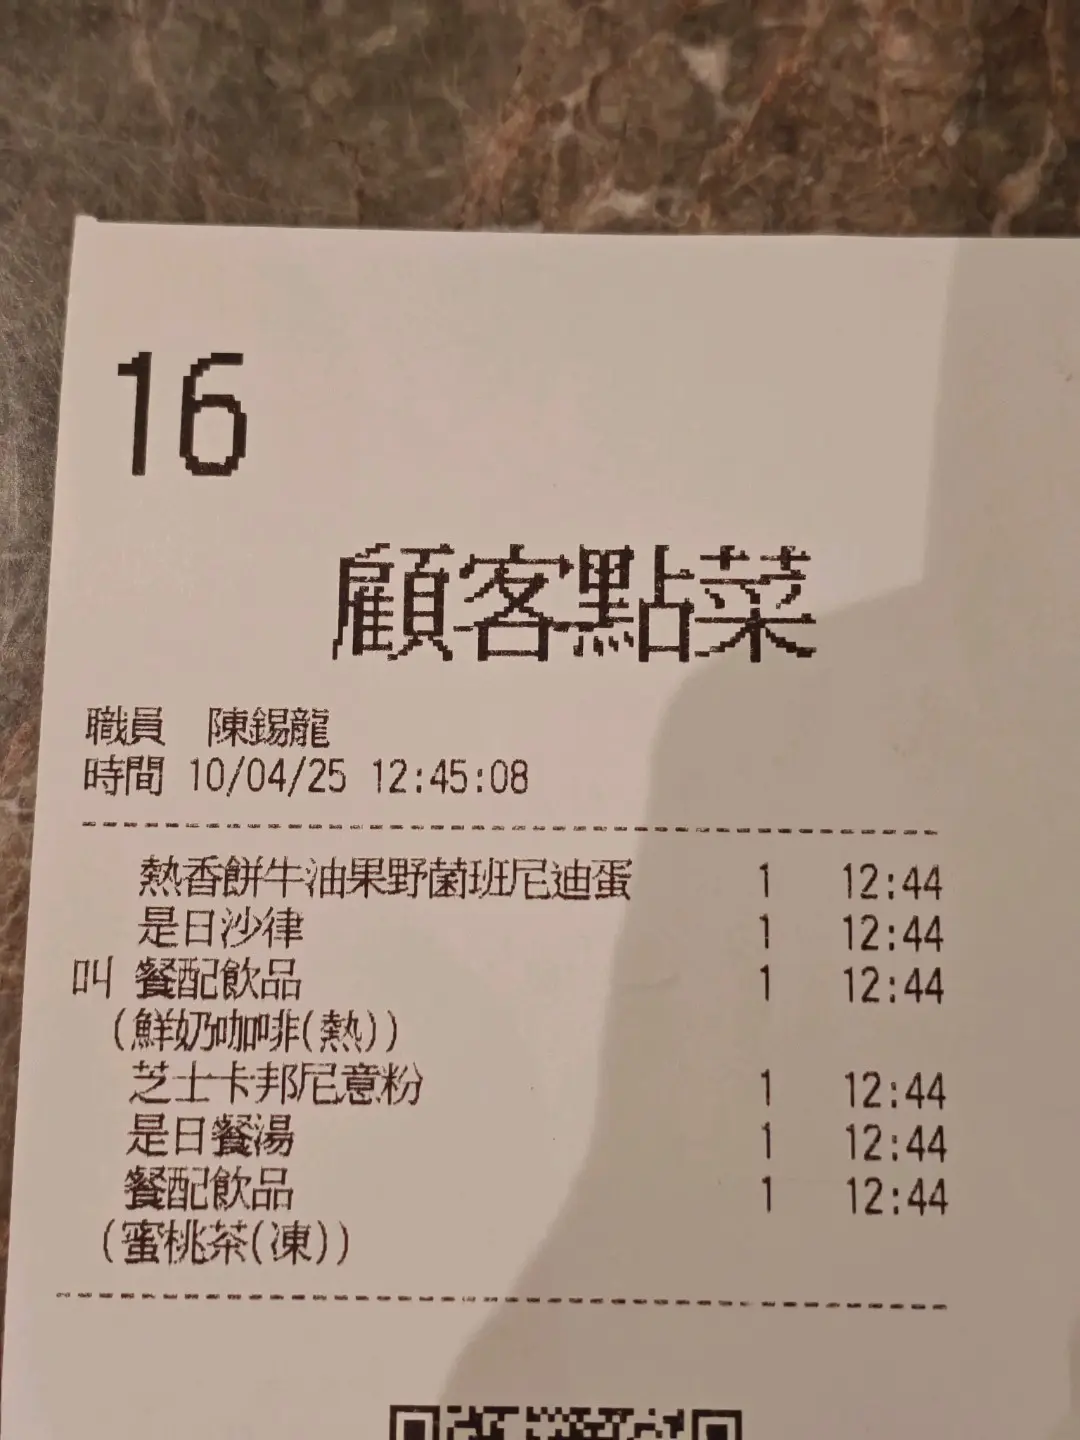 16
顧客點菜
職員 陳錫龍
時間 10/04/25 12:45:08
熱香餅牛油果野菌班尼迪蛋 1 12:44
是日沙律 1 12:44
叫 餐配飲品 1 12:44
(鮮奶咖啡(熱))
芝士卡邦尼意粉 1 12:44
是日餐湯 1 12:44
餐配飲品 1 12:44
(蜜桃茶(凍))